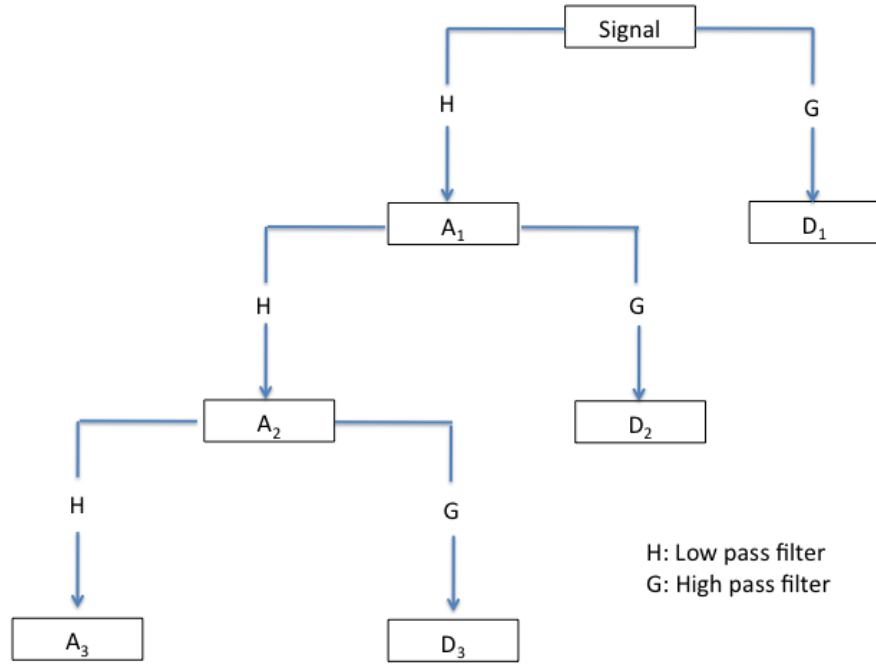 Signal
H
G
A₁
D₁
H
G
A₂
D₂
H
G
H: Low pass filter
G: High pass filter
A₃
D₃